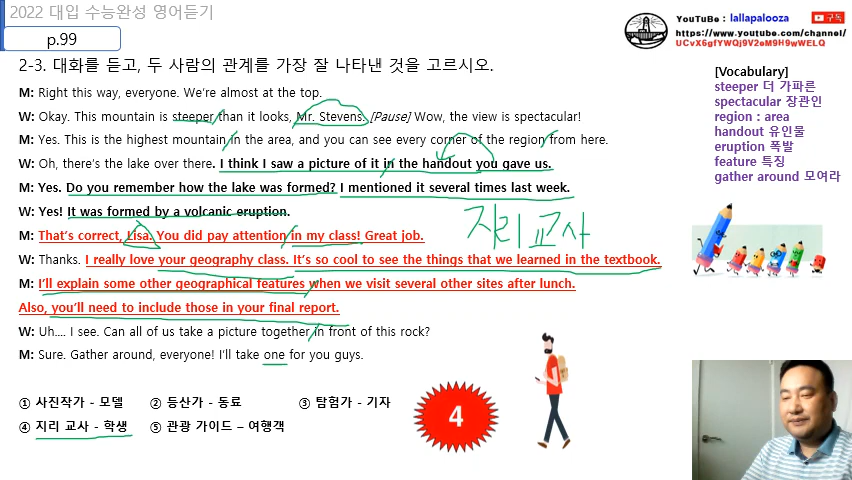 2022 대입 수능완성 영어듣기
p.99
YouTuBe : lallapalooza
구독
https://www.youtube.com/channel/
UCvX6gfYWQj9V2eM9H9wWELQ
2-3. 대화를 듣고, 두 사람의 관계를 가장 잘 나타낸 것을 고르시오.
M: Right this way, everyone. We're almost at the top.
W: Okay. This mountain is steeper than it looks, Mr. Stevens. [Pause] Wow, the view is spectacular!
M: Yes. This is the highest mountain in the area, and you can see every corner of the region from here.
W: Oh, there's the lake over there. I think I saw a picture of it in the handout you gave us.
M: Yes. Do you remember how the lake was formed? I mentioned it several times last week.
W: Yes! It was formed by a volcanic eruption.
M: That's correct, Lisa. You did pay attention in my class! Great job.
W: Thanks. I really love your geography class. It's so cool to see the things that we learned in the textbook.
M: I'll explain some other geographical features when we visit several other sites after lunch.
Also, you'll need to include those in your final report.
W: Uh.... I see. Can all of us take a picture together in front of this rock?
M: Sure. Gather around, everyone! I'll take one for you guys.
지리 교사
① 사진작가 - 모델 ② 등산가 - 동료 ③ 탐험가 - 기자
④ 지리 교사 - 학생 ⑤ 관광 가이드 – 여행객
4
[Vocabulary]
steeper 더 가파른
spectacular 장관인
region : area
handout 유인물
eruption 폭발
feature 특징
gather around 모여라